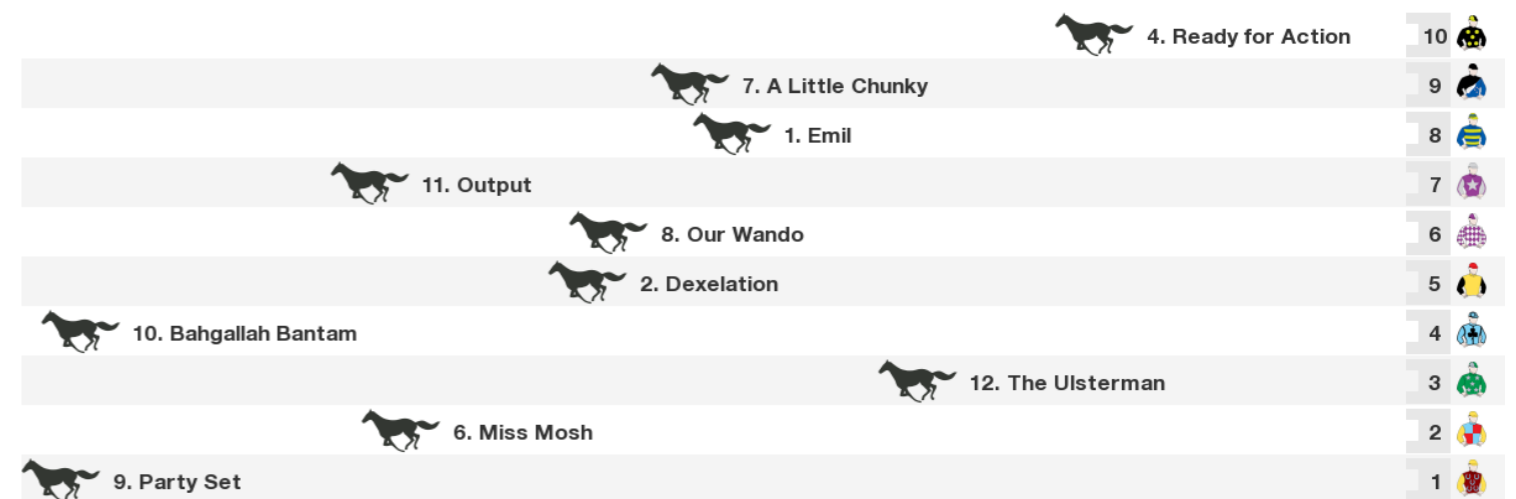 4. Ready for Action 10
7. A Little Chunky 9
1. Emil 8
11. Output 7
8. Our Wando 6
2. Dexelation 5
10. Bahgallah Bantam 4
12. The Ulsterman 3
6. Miss Mosh 2
9. Party Set 1